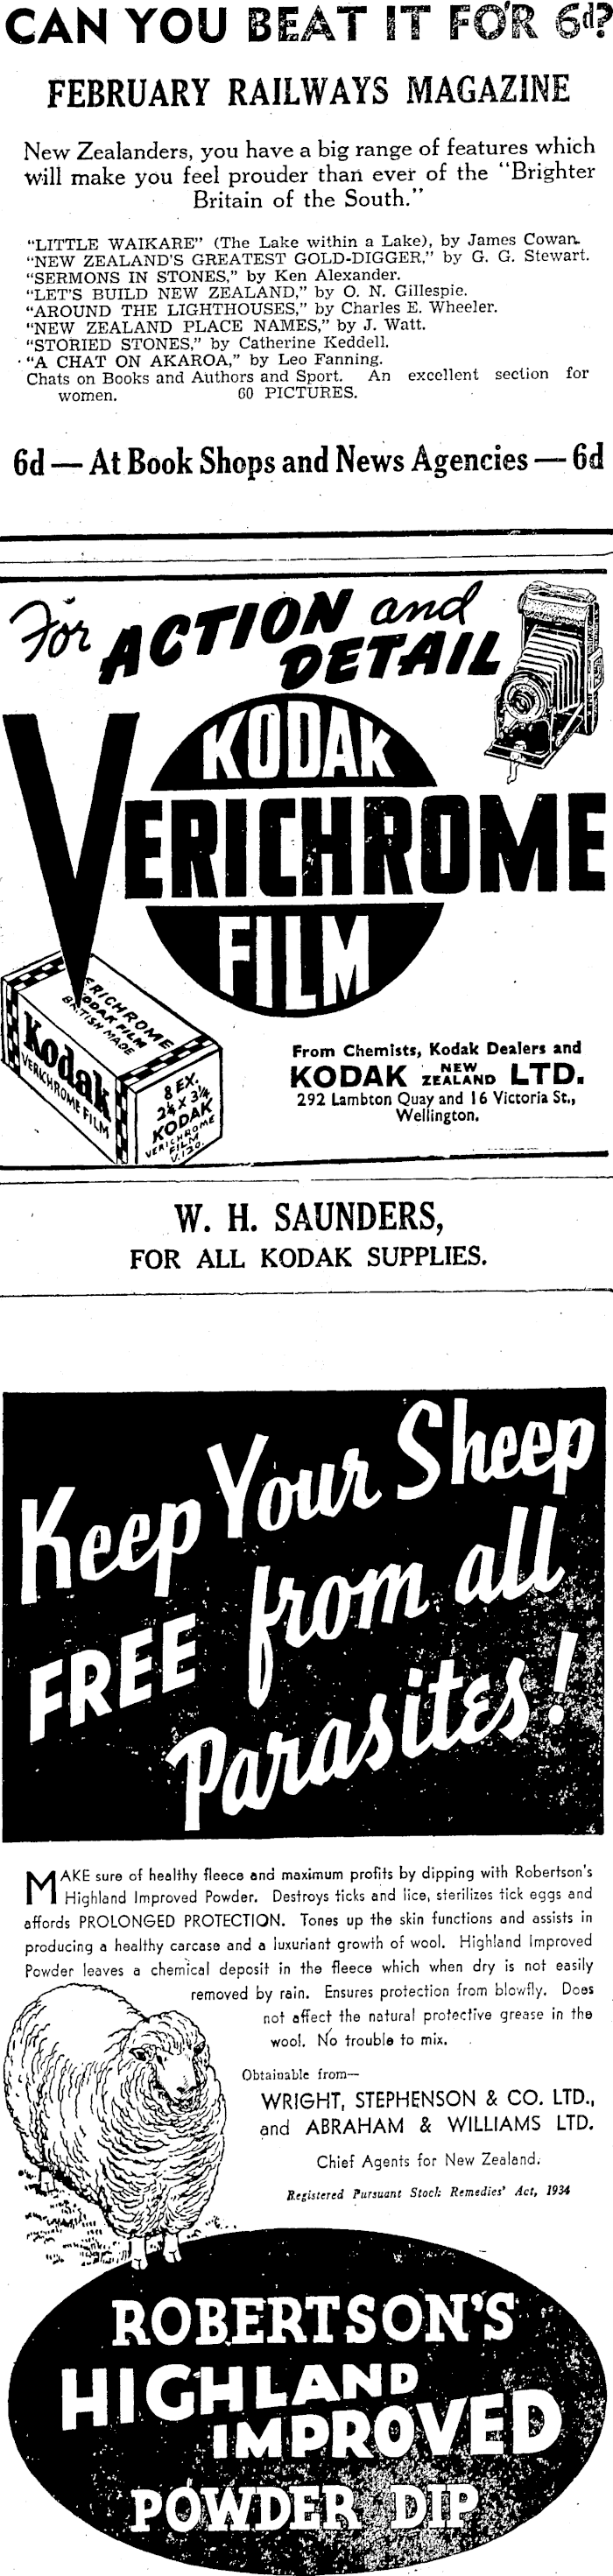 CAN YOU BEAT IT FOR 6d?
FEBRUARY RAILWAYS MAGAZINE
New Zealanders, you have a big range of features which
will make you feel prouder than ever of the "Brighter
Britain of the South."
"LITTLE WAIKARE" (The Lake within a Lake), by James Cowan.
"NEW ZEALAND'S GREATEST GOLD-DIGGER," by G. G. Stewart.
"SERMONS IN STONES," by Ken Alexander.
"LET'S BUILD NEW ZEALAND," by O. N. Gillespie.
"AROUND THE LIGHTHOUSES," by Charles E. Wheeler.
"NEW ZEALAND PLACE NAMES," by J. Watt.
"STORIED STONES," by Catherine Keddell.
"A CHAT ON AKAROA," by Leo Fanning.
Chats on Books and Authors and Sport. An excellent section for
women. 60 PICTURES.
6d — At Book Shops and News Agencies — 6d
For ACTION and
DETAIL
KODAK
VERICHROME
FILM
VERICHROME
KODAK FILM
BRITISH MADE
Kodak
VERICHROME FILM
8 EX.
2¼ x 3¼
KODAK
VERICHROME
FILM
V.120.
From Chemists, Kodak Dealers and
KODAK NEW ZEALAND LTD.
292 Lambton Quay and 16 Victoria St.,
Wellington.
W. H. SAUNDERS,
FOR ALL KODAK SUPPLIES.
Keep Your Sheep
FREE from all
Parasites!
MAKE sure of healthy fleece and maximum profits by dipping with Robertson's
Highland Improved Powder. Destroys ticks and lice, sterilizes tick eggs and
affords PROLONGED PROTECTION. Tones up the skin functions and assists in
producing a healthy carcase and a luxuriant growth of wool. Highland Improved
Powder leaves a chemical deposit in the fleece which when dry is not easily
removed by rain. Ensures protection from blowfly. Does
not affect the natural protective grease in the
wool. No trouble to mix.
Obtainable from—
WRIGHT, STEPHENSON & CO. LTD.,
and ABRAHAM & WILLIAMS LTD.
Chief Agents for New Zealand.
Registered Pursuant Stock Remedies' Act, 1934
ROBERTSON'S
HIGHLAND
IMPROVED
POWDER DIP